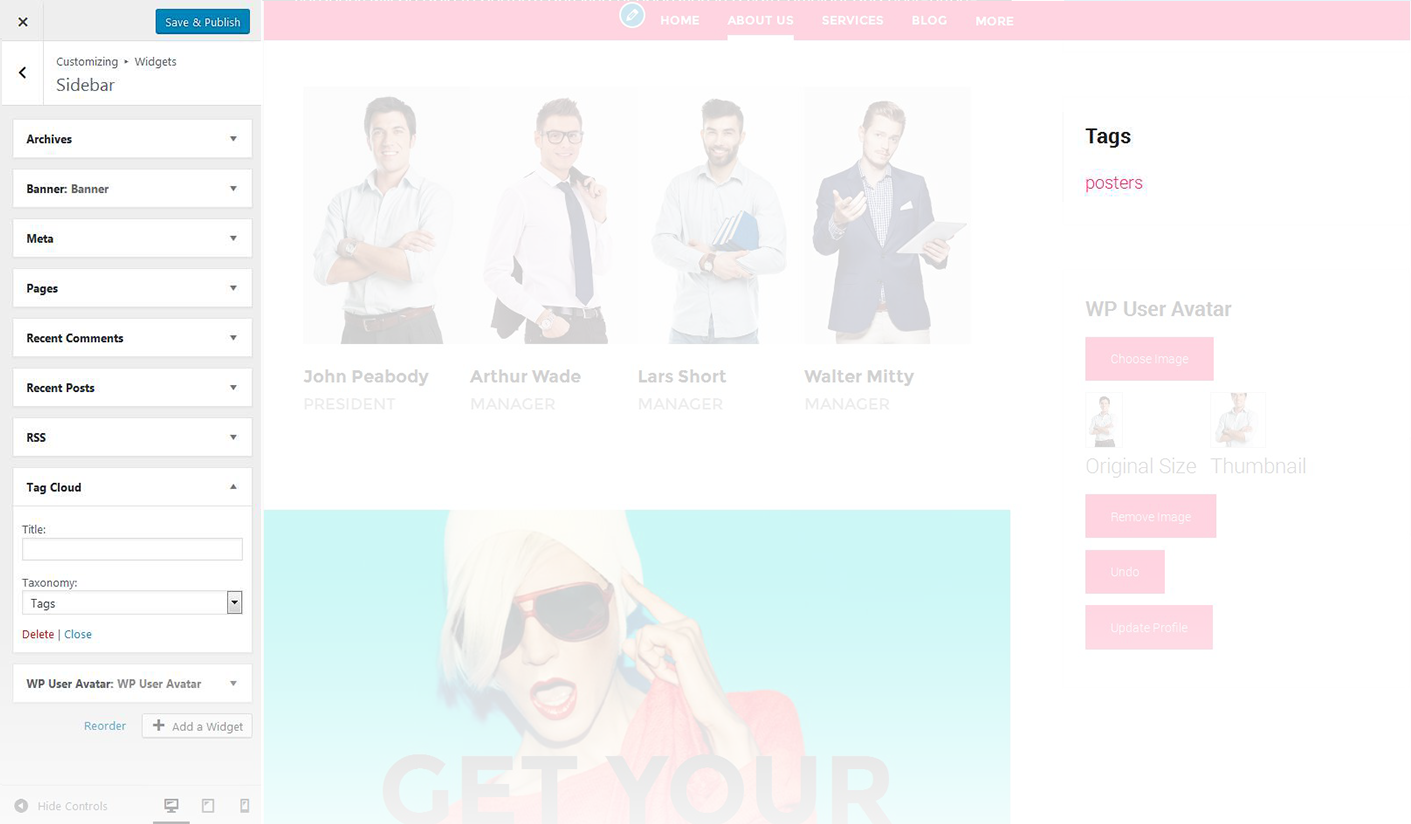 Save & Publish
Customizing ▸ Widgets
Sidebar
Archives
Banner: Banner
Meta
Pages
Recent Comments
Recent Posts
RSS
Tag Cloud
Title:
Taxonomy:
Tags
Delete | Close
WP User Avatar: WP User Avatar
Reorder
Add a Widget
Hide Controls
HOME ABOUT US SERVICES BLOG MORE
John Peabody Arthur Wade Lars Short Walter Mitty
PRESIDENT MANAGER MANAGER MANAGER
GET YOUR
Tags
posters
WP User Avatar
Choose Image
Original Size Thumbnail
Remove Image
Undo
Update Profile